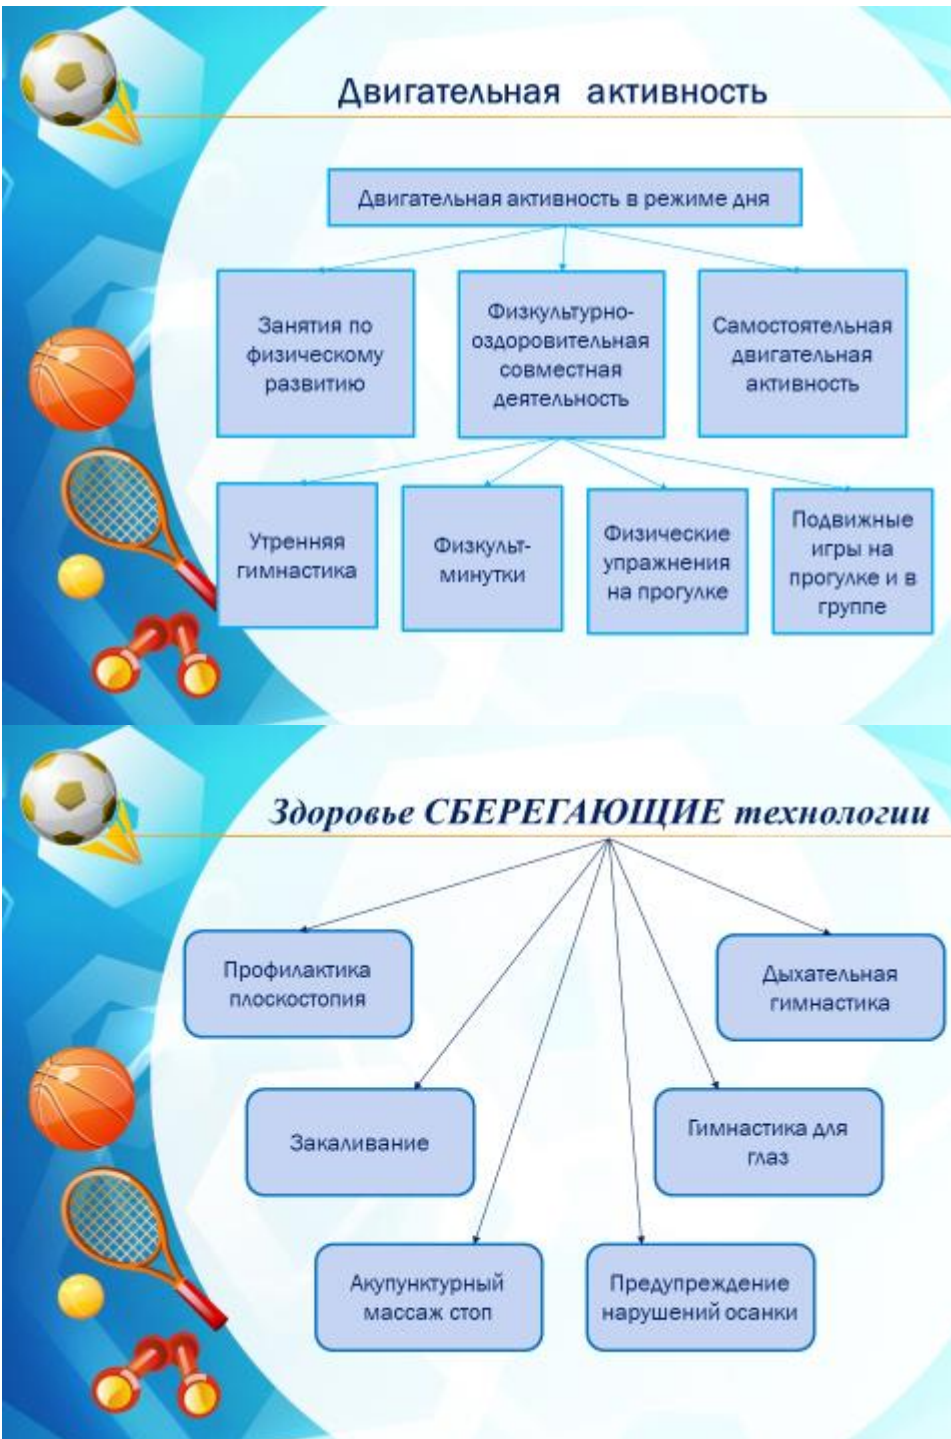 Двигательная активность
Двигательная активность в режиме дня
Занятия по
физическому
развитию
Физкультурно-
оздоровительная
совместная
деятельность
Самостоятельная
двигательная
активность
Утренняя
гимнастика
Физкульт-
минутки
Физические
упражнения
на прогулке
Подвижные
игры на
прогулке и в
группе
Здоровье СБЕРЕГАЮЩИЕ технологии
Профилактика
плоскостопия
Дыхательная
гимнастика
Закаливание
Гимнастика для
глаз
Акупунктурный
массаж стоп
Предупреждение
нарушений осанки